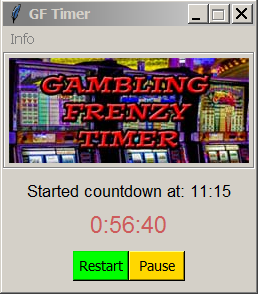 GF Timer
Info
GAMBLING
FRENZY
TIMER
Started countdown at: 11:15
0:56:40
Restart Pause